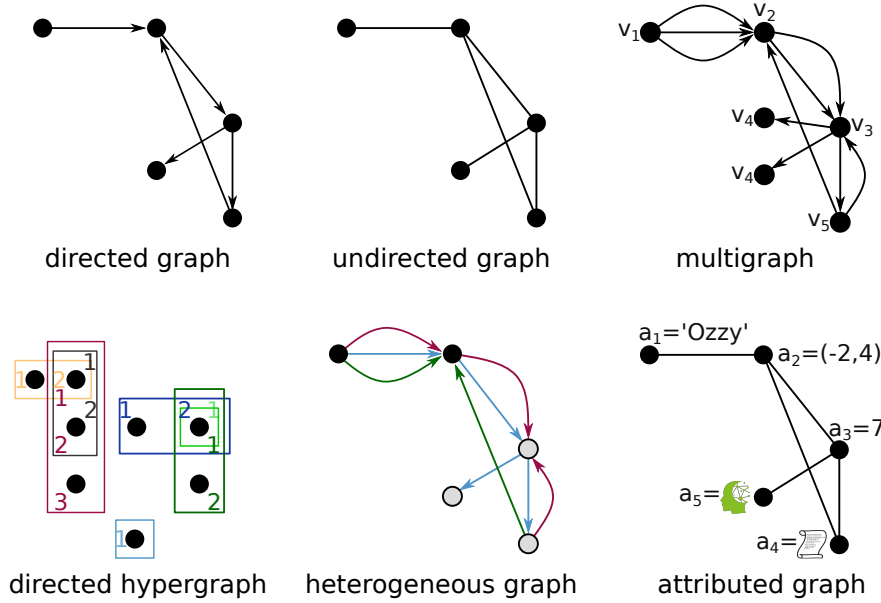 v₁
v₂
v₃
v₄
v₄
v₅
directed graph
undirected graph
multigraph
1
2
1
1
2
2
3
1
2
1
1
2
1
directed hypergraph
heterogeneous graph
a₁='Ozzy'
a₂=(-2,4)
a₃=7
a₅=
a₄=
attributed graph